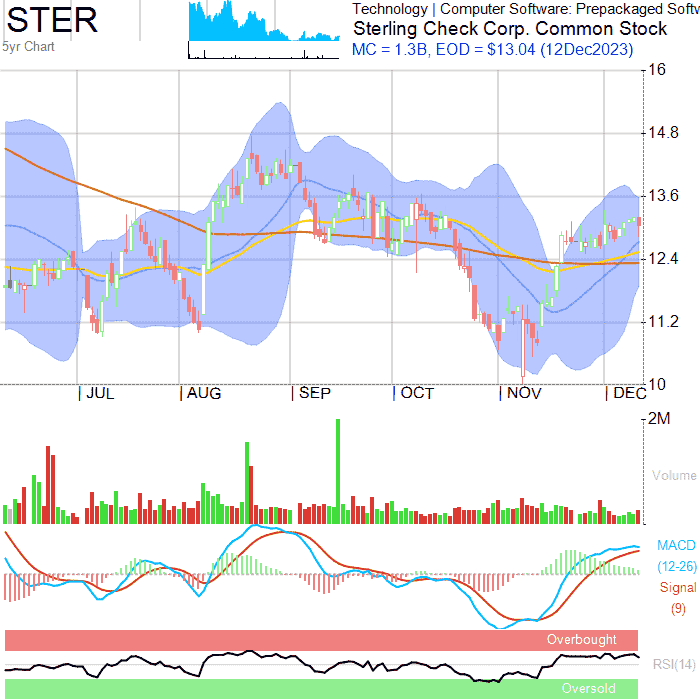 STER
5yr Chart
Technology | Computer Software: Prepackaged Softw
Sterling Check Corp. Common Stock
MC = 1.3B, EOD = $13.04 (12Dec2023)
16
14.8
13.6
12.4
11.2
10
JUL
AUG
SEP
OCT
NOV
DEC
2M
Volume
MACD
(12-26)
Signal
(9)
Overbought
RSI(14)
Oversold